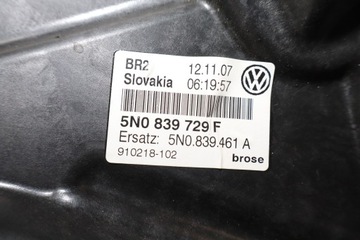 BR2 12.11.07
Slovakia 06:19:57
5N0 839 729 F
Ersatz: 5N0.839.461 A
910218-102
brose